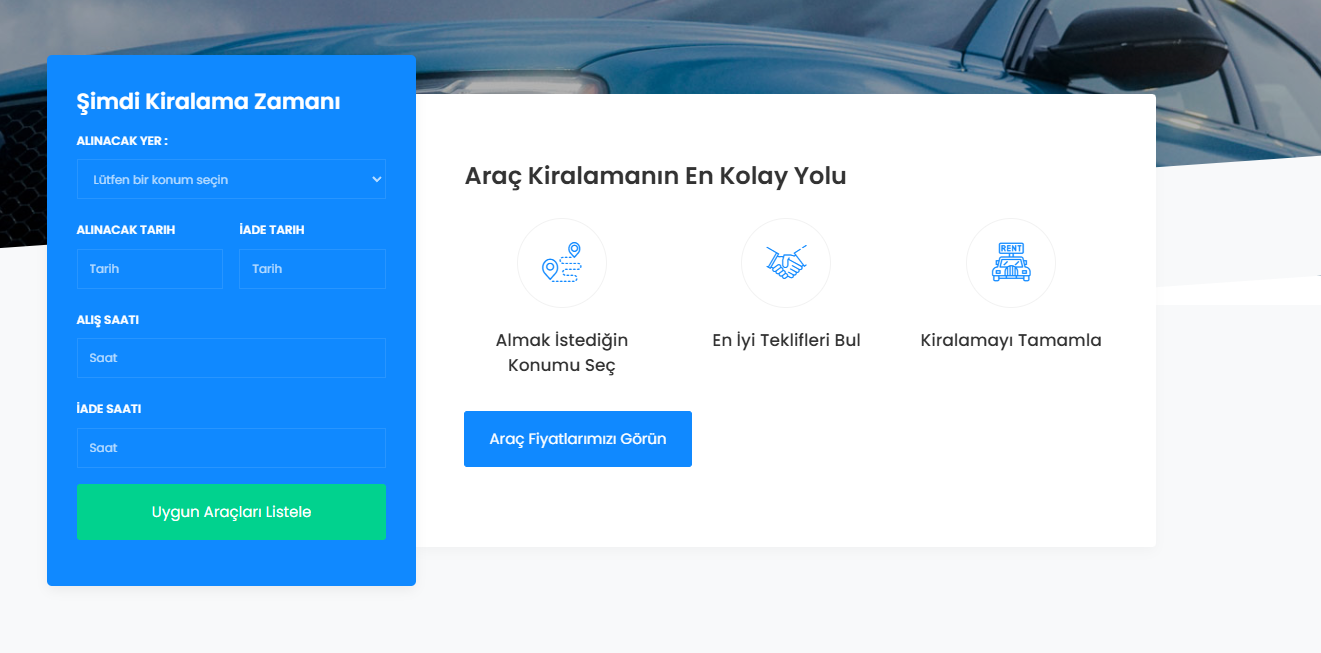 Şimdi Kiralama Zamanı
ALINACAK YER :
Lütfen bir konum seçin
ALINACAK TARIH
İADE TARIH
Tarih
Tarih
ALIŞ SAATI
Saat
İADE SAATI
Saat
Uygun Araçları Listele
Araç Kiralamanın En Kolay Yolu
RENT
Almak İstediğin
Konumu Seç
En İyi Teklifleri Bul
Kiralamayı Tamamla
Araç Fiyatlarımızı Görün